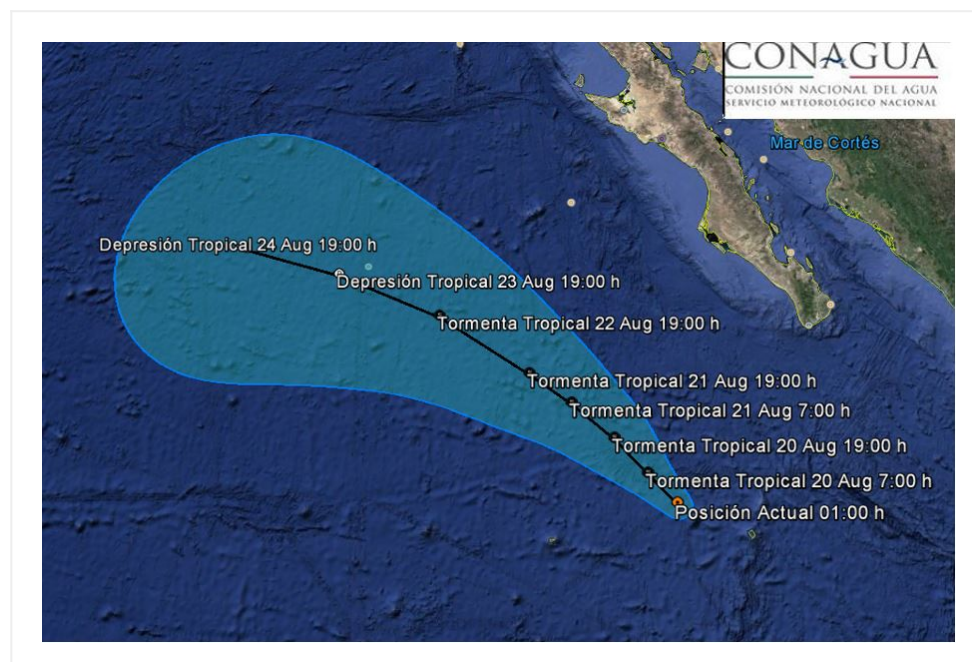 CONAGUA
COMISIÓN NACIONAL DEL AGUA
SERVICIO METEOROLÓGICO NACIONAL
Mar de Cortés
Depresión Tropical 24 Aug 19:00 h
Depresión Tropical 23 Aug 19:00 h
Tormenta Tropical 22 Aug 19:00 h
Tormenta Tropical 21 Aug 19:00 h
Tormenta Tropical 21 Aug 7:00 h
Tormenta Tropical 20 Aug 19:00 h
Tormenta Tropical 20 Aug 7:00 h
Posición Actual 01:00 h